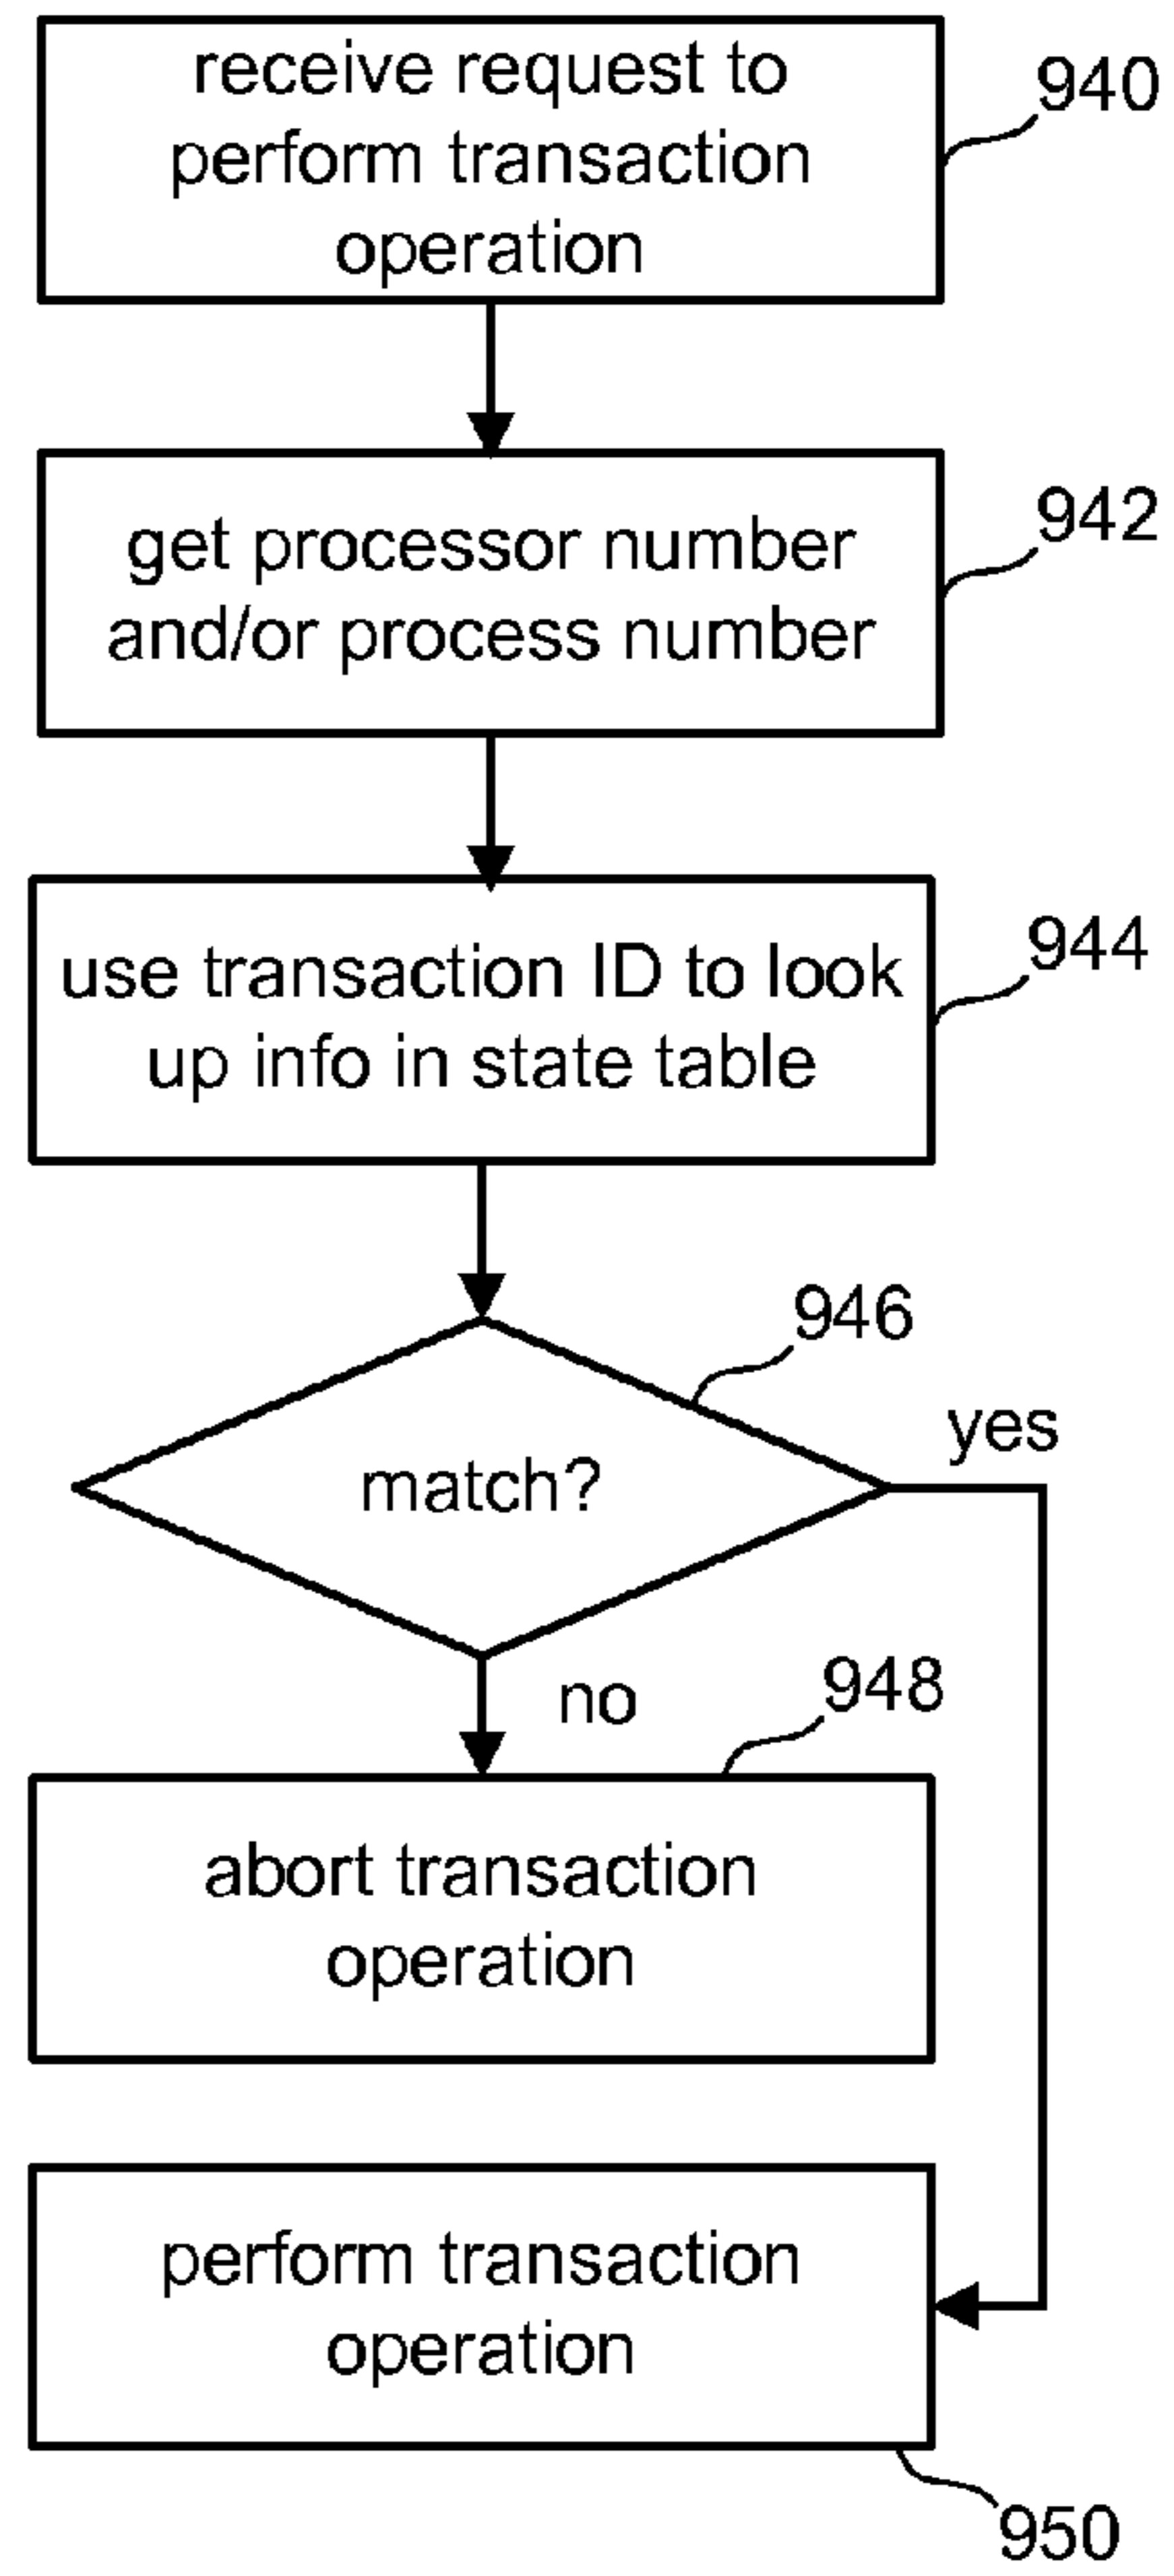 receive request to
perform transaction
operation
940
get processor number
and/or process number
942
use transaction ID to look
up info in state table
944
946
match?
yes
no
948
abort transaction
operation
perform transaction
operation
950